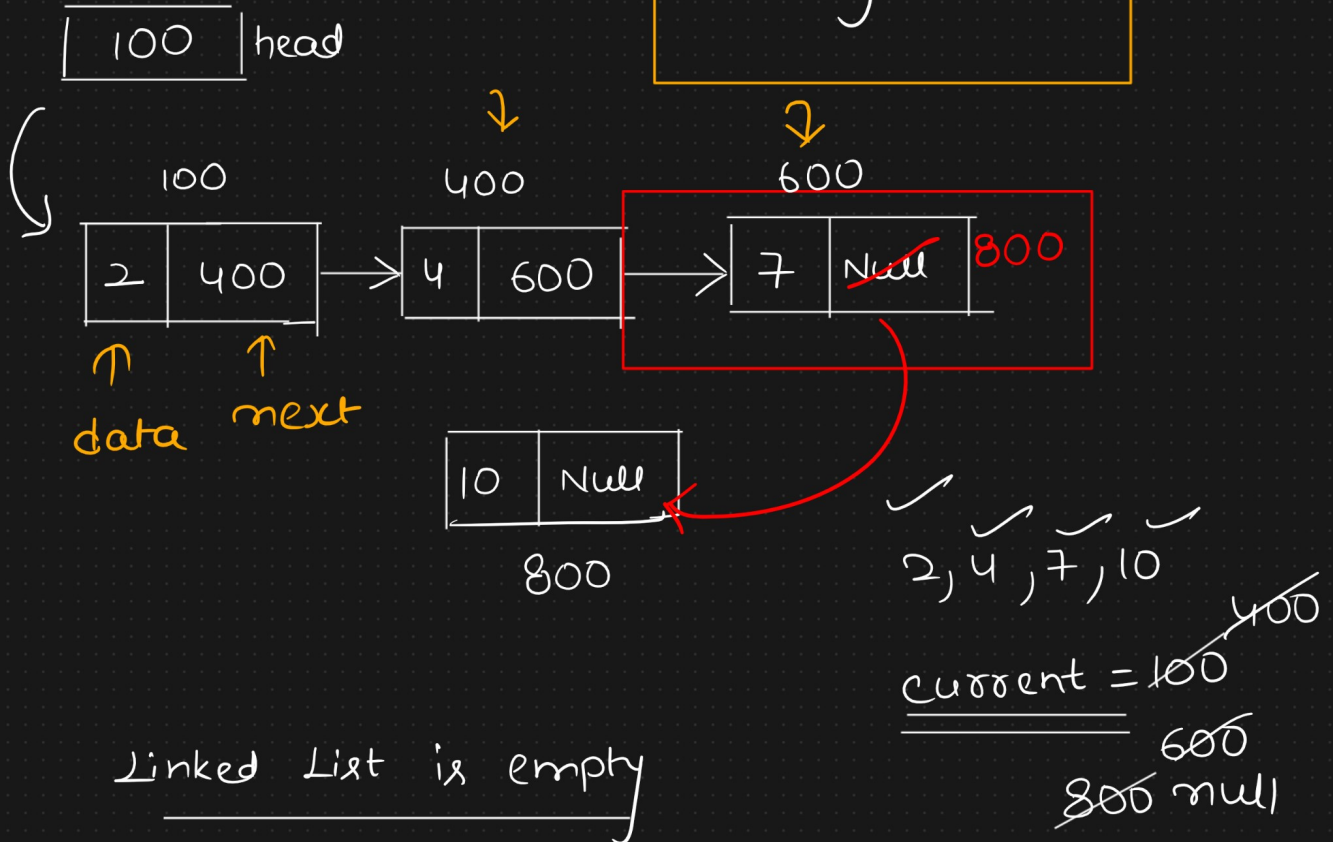 100 head
100 400 600
2 400 4 600 7 Null 800
data next
10 Null
800
2, 4, 7, 10
400
current = 100
600
800 null
Linked List is empty